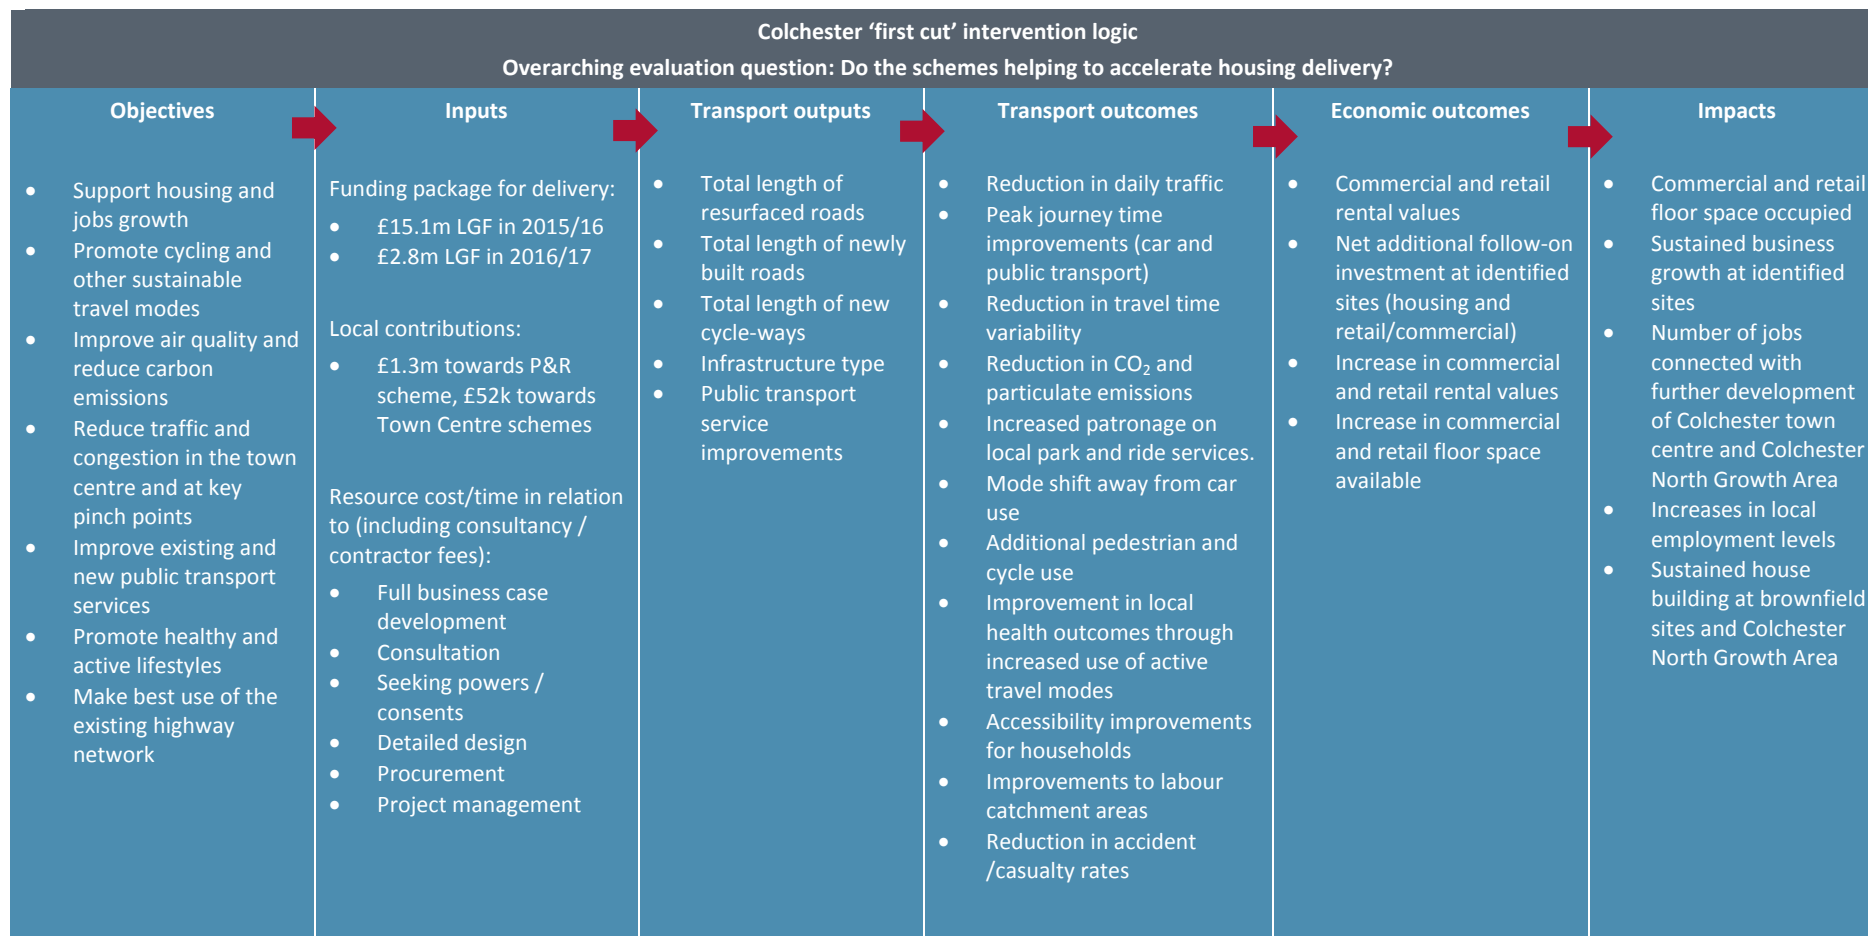 Colchester ‘first cut’ intervention logic
Overarching evaluation question: Do the schemes helping to accelerate housing delivery?
Objectives
• Support housing and
jobs growth
• Promote cycling and
other sustainable
travel modes
• Improve air quality and
reduce carbon
emissions
• Reduce traffic and
congestion in the town
centre and at key
pinch points
• Improve existing and
new public transport
services
• Promote healthy and
active lifestyles
• Make best use of the
existing highway
network
Inputs
Funding package for delivery:
• £15.1m LGF in 2015/16
• £2.8m LGF in 2016/17
Local contributions:
• £1.3m towards P&R
scheme, £52k towards
Town Centre schemes
Resource cost/time in relation
to (including consultancy /
contractor fees):
• Full business case
development
• Consultation
• Seeking powers /
consents
• Detailed design
• Procurement
• Project management
Transport outputs
• Total length of
resurfaced roads
• Total length of newly
built roads
• Total length of new
cycle-ways
• Infrastructure type
• Public transport
service
improvements
Transport outcomes
• Reduction in daily traffic
• Peak journey time
improvements (car and
public transport)
• Reduction in travel time
variability
• Reduction in CO₂ and
particulate emissions
• Increased patronage on
local park and ride services.
• Mode shift away from car
use
• Additional pedestrian and
cycle use
• Improvement in local
health outcomes through
increased use of active
travel modes
• Accessibility improvements
for households
• Improvements to labour
catchment areas
• Reduction in accident
/casualty rates
Economic outcomes
• Commercial and retail
rental values
• Net additional follow-on
investment at identified
sites (housing and
retail/commercial)
• Increase in commercial
and retail rental values
• Increase in commercial
and retail floor space
available
Impacts
• Commercial and retail
floor space occupied
• Sustained business
growth at identified
sites
• Number of jobs
connected with
further development
of Colchester town
centre and Colchester
North Growth Area
• Increases in local
employment levels
• Sustained house
building at brownfield
sites and Colchester
North Growth Area